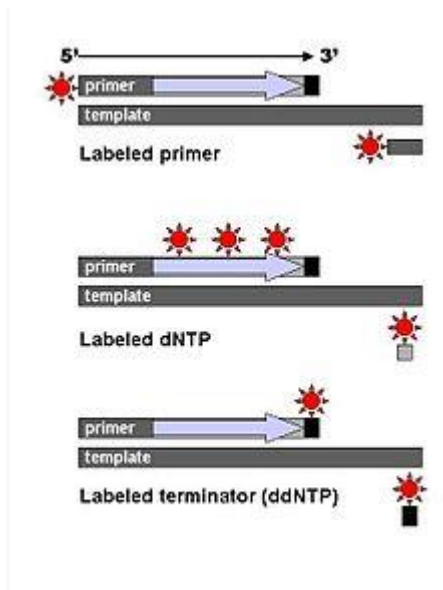 5' 3'
primer
template
Labeled primer
primer
template
Labeled dNTP
primer
template
Labeled terminator (ddNTP)